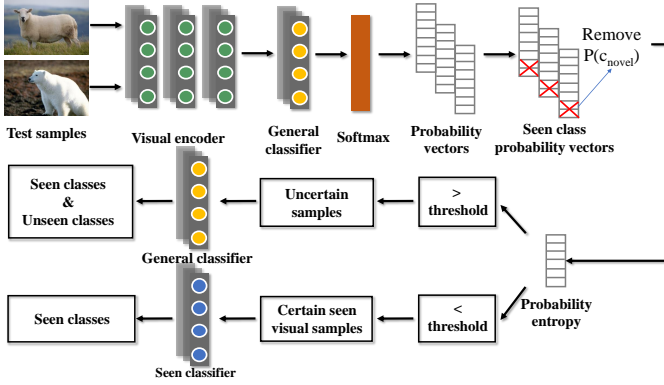 Test samples
Visual encoder
General
classifier
Softmax
Probability
vectors
Seen class
probability vectors
Remove
P(c_novel)
Seen classes
&
Unseen classes
General classifier
Uncertain
samples
>
threshold
Probability
entropy
Seen classes
Seen classifier
Certain seen
visual samples
<
threshold